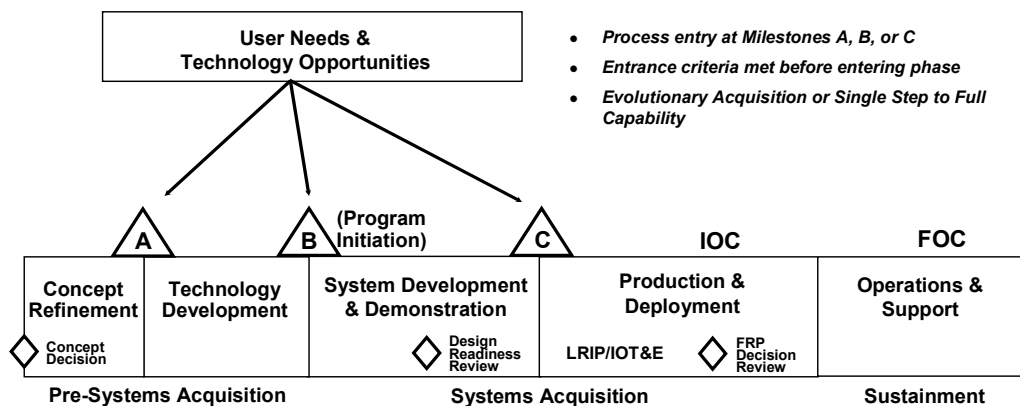 User Needs &
Technology Opportunities
• Process entry at Milestones A, B, or C
• Entrance criteria met before entering phase
• Evolutionary Acquisition or Single Step to Full
Capability
A
B
(Program
Initiation)
C
IOC
FOC
Concept
Refinement
Technology
Development
System Development
& Demonstration
Production &
Deployment
Operations &
Support
Concept
Decision
Design
Readiness
Review
LRIP/IOT&E
FRP
Decision
Review
Pre-Systems Acquisition
Systems Acquisition
Sustainment